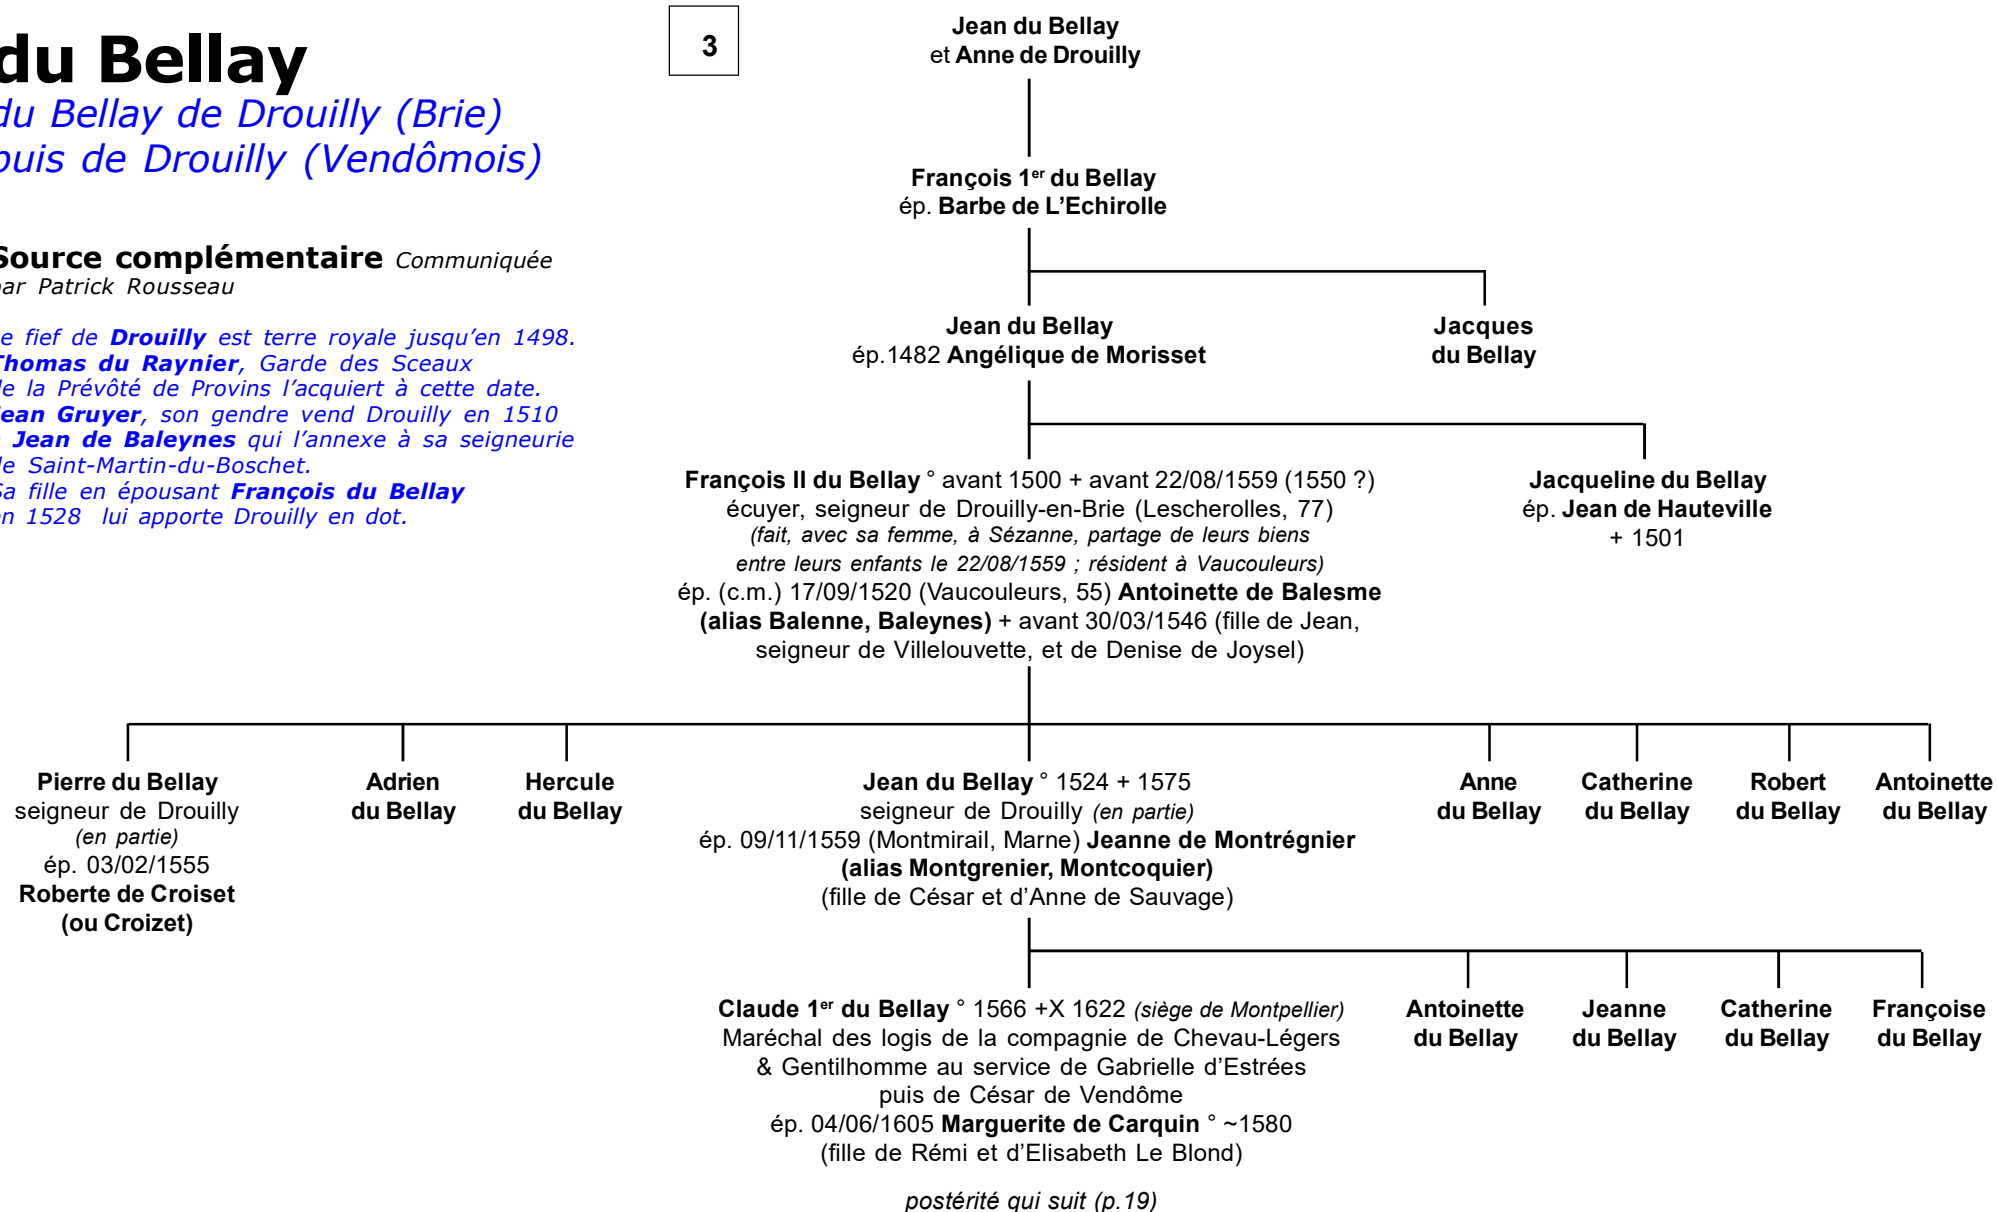 du Bellay
du Bellay de Drouilly (Brie)
puis de Drouilly (Vendômois)
Source complémentaire Communiquée
par Patrick Rousseau
Le fief de Drouilly est terre royale jusqu'en 1498.
Thomas du Raynier, Garde des Sceaux
de la Prévôté de Provins l'acquiert à cette date.
Jean Gruyer, son gendre vend Drouilly en 1510
à Jean de Baleynes qui l'annexe à sa seigneurie
de Saint-Martin-du-Boschet.
Sa fille en épousant François du Bellay
en 1528 lui apporte Drouilly en dot.
3
Jean du Bellay
et Anne de Drouilly
François 1er du Bellay
ép. Barbe de L'Echirolle
Jean du Bellay
ép.1482 Angélique de Morisset
Jacques
du Bellay
François II du Bellay ° avant 1500 + avant 22/08/1559 (1550 ?)
écuyer, seigneur de Drouilly-en-Brie (Lescherolles, 77)
(fait, avec sa femme, à Sézanne, partage de leurs biens
entre leurs enfants le 22/08/1559 ; résident à Vaucouleurs)
ép. (c.m.) 17/09/1520 (Vaucouleurs, 55) Antoinette de Balesme
(alias Balenne, Baleynes) + avant 30/03/1546 (fille de Jean,
seigneur de Villelouvette, et de Denise de Joysel)
Jacqueline du Bellay
ép. Jean de Hauteville
+ 1501
Pierre du Bellay
seigneur de Drouilly
(en partie)
ép. 03/02/1555
Roberte de Croiset
(ou Croizet)
Adrien
du Bellay
Hercule
du Bellay
Jean du Bellay ° 1524 + 1575
seigneur de Drouilly (en partie)
ép. 09/11/1559 (Montmirail, Marne) Jeanne de Montrégnier
(alias Montgrenier, Montcoquier)
(fille de César et d'Anne de Sauvage)
Anne
du Bellay
Catherine
du Bellay
Robert
du Bellay
Antoinette
du Bellay
Claude 1er du Bellay ° 1566 +X 1622 (siège de Montpellier)
Maréchal des logis de la compagnie de Chevau-Légers
& Gentilhomme au service de Gabrielle d'Estrées
puis de César de Vendôme
ép. 04/06/1605 Marguerite de Carquin ° ~1580
(fille de Rémi et d'Elisabeth Le Blond)
Antoinette
du Bellay
Jeanne
du Bellay
Catherine
du Bellay
Françoise
du Bellay
postérité qui suit (p.19)